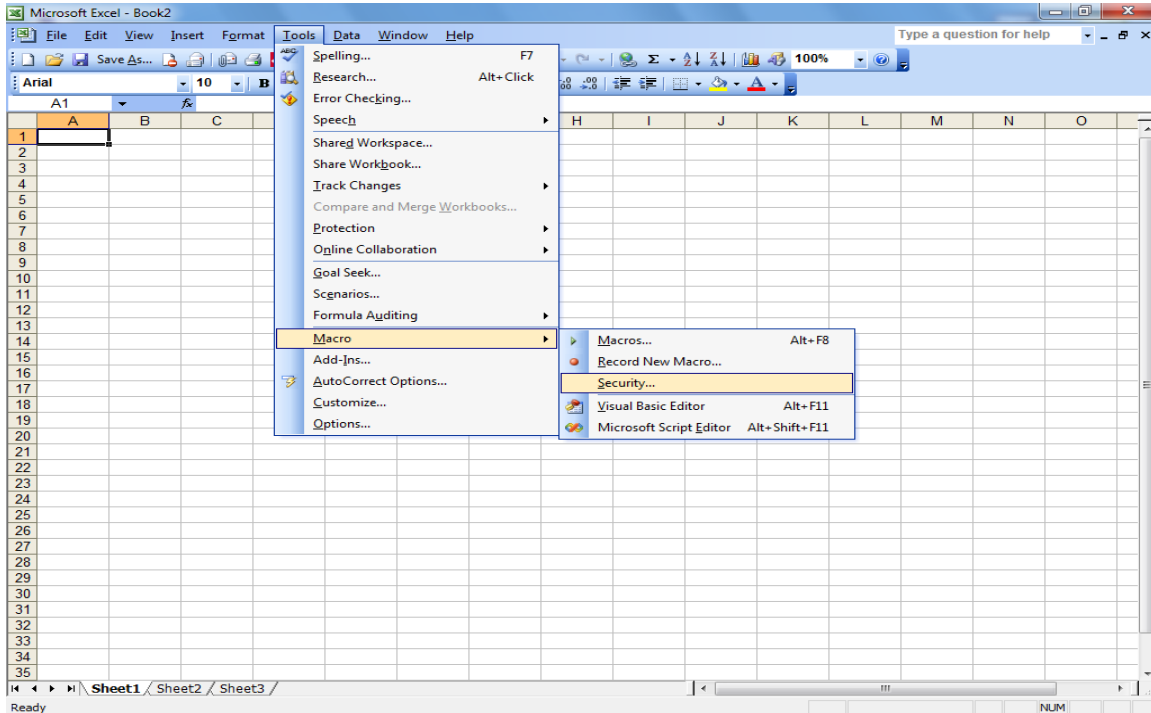 Microsoft Excel - Book2
File Edit View Insert Format Tools Data Window Help Type a question for help
Save As... 100%
Arial 10 B
A1 fx
A B C H I J K L M N O
Spelling... F7
Research... Alt+Click
Error Checking...
Speech
Shared Workspace...
Share Workbook...
Track Changes
Compare and Merge Workbooks...
Protection
Online Collaboration
Goal Seek...
Scenarios...
Formula Auditing
Macro
Add-Ins...
AutoCorrect Options...
Customize...
Options...
Macros... Alt+F8
Record New Macro...
Security...
Visual Basic Editor Alt+F11
Microsoft Script Editor Alt+Shift+F11
1
2
3
4
5
6
7
8
9
10
11
12
13
14
15
16
17
18
19
20
21
22
23
24
25
26
27
28
29
30
31
32
33
34
35
Sheet1 / Sheet2 / Sheet3 /
Ready NUM